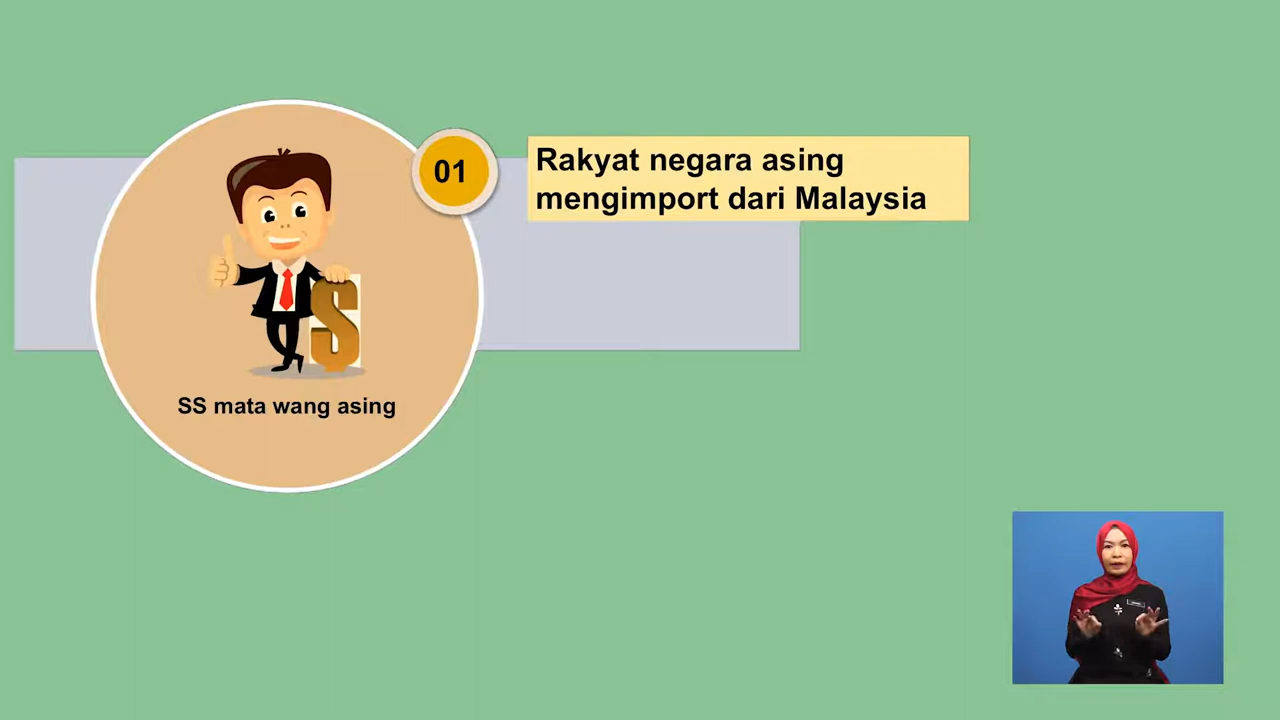 01
Rakyat negara asing
mengimport dari Malaysia
SS mata wang asing